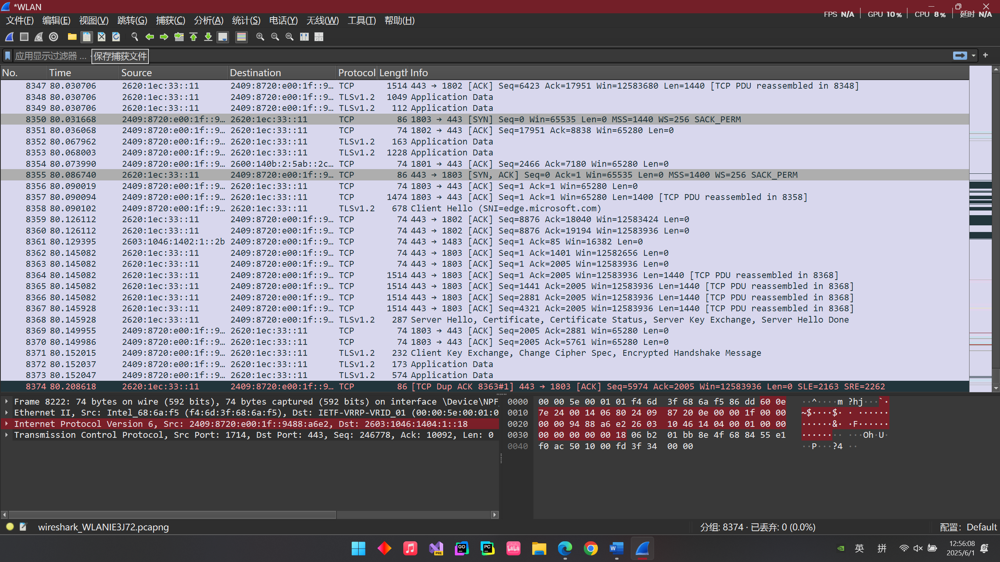 *WLAN
文件(F) 编辑(E) 视图(V) 跳转(G) 捕获(C) 分析(A) 统计(S) 电话(Y) 无线(W) 工具(T) 帮助(H)
FPS N/A GPU 10% CPU 8% 延时 N/A
应用显示过滤器 …
保存捕获文件
No. Time Source Destination Protocol Length Info
8347 80.030706 2620:1ec:33::11 2409:8720:e00:1f::9… TCP 1514 443 → 1802 [ACK] Seq=6423 Ack=17951 Win=12583680 Len=1440 [TCP PDU reassembled in 8348]
8348 80.030706 2620:1ec:33::11 2409:8720:e00:1f::9… TLSv1.2 1049 Application Data
8349 80.030706 2620:1ec:33::11 2409:8720:e00:1f::9… TLSv1.2 112 Application Data
8350 80.031668 2409:8720:e00:1f::9… 2620:1ec:33::11 TCP 86 1803 → 443 [SYN] Seq=0 Win=65535 Len=0 MSS=1440 WS=256 SACK_PERM
8351 80.036068 2409:8720:e00:1f::9… 2620:1ec:33::11 TCP 74 1802 → 443 [ACK] Seq=17951 Ack=8838 Win=65280 Len=0
8352 80.067962 2409:8720:e00:1f::9… 2620:1ec:33::11 TLSv1.2 163 Application Data
8353 80.068003 2409:8720:e00:1f::9… 2620:1ec:33::11 TLSv1.2 1228 Application Data
8354 80.073990 2409:8720:e00:1f::9… 2600:140b:2:5ab::2c… TCP 74 1801 → 443 [ACK] Seq=2466 Ack=7180 Win=65280 Len=0
8355 80.086740 2620:1ec:33::11 2409:8720:e00:1f::9… TCP 86 443 → 1803 [SYN, ACK] Seq=0 Ack=1 Win=65535 Len=0 MSS=1400 WS=256 SACK_PERM
8356 80.090019 2409:8720:e00:1f::9… 2620:1ec:33::11 TCP 74 1803 → 443 [ACK] Seq=1 Ack=1 Win=65280 Len=0
8357 80.090094 2409:8720:e00:1f::9… 2620:1ec:33::11 TCP 1474 1803 → 443 [ACK] Seq=1 Ack=1 Win=65280 Len=1400 [TCP PDU reassembled in 8358]
8358 80.090102 2409:8720:e00:1f::9… 2620:1ec:33::11 TLSv1.2 678 Client Hello (SNI=edge.microsoft.com)
8359 80.126112 2620:1ec:33::11 2409:8720:e00:1f::9… TCP 74 443 → 1802 [ACK] Seq=8876 Ack=18040 Win=12583424 Len=0
8360 80.126112 2620:1ec:33::11 2409:8720:e00:1f::9… TCP 74 443 → 1802 [ACK] Seq=8876 Ack=19194 Win=12583936 Len=0
8361 80.129395 2603:1046:1402:1::2b 2409:8720:e00:1f::9… TCP 74 443 → 1483 [ACK] Seq=1 Ack=85 Win=16382 Len=0
8362 80.145082 2620:1ec:33::11 2409:8720:e00:1f::9… TCP 74 443 → 1803 [ACK] Seq=1 Ack=1401 Win=12582656 Len=0
8363 80.145082 2620:1ec:33::11 2409:8720:e00:1f::9… TCP 74 443 → 1803 [ACK] Seq=1 Ack=2005 Win=12583936 Len=0
8364 80.145082 2620:1ec:33::11 2409:8720:e00:1f::9… TCP 1514 443 → 1803 [ACK] Seq=1 Ack=2005 Win=12583936 Len=1440 [TCP PDU reassembled in 8368]
8365 80.145082 2620:1ec:33::11 2409:8720:e00:1f::9… TCP 1514 443 → 1803 [ACK] Seq=1441 Ack=2005 Win=12583936 Len=1440 [TCP PDU reassembled in 8368]
8366 80.145082 2620:1ec:33::11 2409:8720:e00:1f::9… TCP 1514 443 → 1803 [ACK] Seq=2881 Ack=2005 Win=12583936 Len=1440 [TCP PDU reassembled in 8368]
8367 80.145928 2620:1ec:33::11 2409:8720:e00:1f::9… TCP 1514 443 → 1803 [ACK] Seq=4321 Ack=2005 Win=12583936 Len=1440 [TCP PDU reassembled in 8368]
8368 80.145928 2620:1ec:33::11 2409:8720:e00:1f::9… TLSv1.2 287 Server Hello, Certificate, Certificate Status, Server Key Exchange, Server Hello Done
8369 80.149955 2409:8720:e00:1f::9… 2620:1ec:33::11 TCP 74 1803 → 443 [ACK] Seq=2005 Ack=2881 Win=65280 Len=0
8370 80.149986 2409:8720:e00:1f::9… 2620:1ec:33::11 TCP 74 1803 → 443 [ACK] Seq=2005 Ack=5761 Win=65280 Len=0
8371 80.152015 2409:8720:e00:1f::9… 2620:1ec:33::11 TLSv1.2 232 Client Key Exchange, Change Cipher Spec, Encrypted Handshake Message
8372 80.152037 2409:8720:e00:1f::9… 2620:1ec:33::11 TLSv1.2 173 Application Data
8373 80.152047 2409:8720:e00:1f::9… 2620:1ec:33::11 TLSv1.2 574 Application Data
8374 80.208618 2620:1ec:33::11 2409:8720:e00:1f::9… TCP 86 [TCP Dup ACK 8363#1] 443 → 1803 [ACK] Seq=5974 Ack=2005 Win=12583936 Len=0 SLE=2163 SRE=2262
Frame 8222: 74 bytes on wire (592 bits), 74 bytes captured (592 bits) on interface \Device\NPF_
Ethernet II, Src: Intel_68:6a:f5 (f4:6d:3f:68:6a:f5), Dst: IETF-VRRP-VRID_01 (00:00:5e:00:01:0
Internet Protocol Version 6, Src: 2409:8720:e00:1f::9488:a6e2, Dst: 2603:1046:1404:1::18
Transmission Control Protocol, Src Port: 1714, Dst Port: 443, Seq: 246778, Ack: 10092, Len: 0
0000 00 00 5e 00 01 01 f4 6d 3f 68 6a f5 86 dd 60 0e ··^····m ?hj···`·
0010 7e 24 00 14 06 80 24 09 87 20 0e 00 00 1f 00 00 ~$····$· · ······
0020 00 00 94 88 a6 e2 26 03 10 46 14 04 00 01 00 00 ······&· ·F······
0030 00 00 00 00 00 18 06 b2 01 bb 8e 4f 68 84 55 e1 ········ ···Oh·U·
0040 f0 ac 50 10 00 fd 3f 34 00 00 ··P···?4 ··
wireshark_WLANIE3J72.pcapng
分组: 8374 · 已丢弃: 0 (0.0%)
配置: Default
PRE
GO
PC
bilibili
W
英 拼
12:56:08
2025/6/1